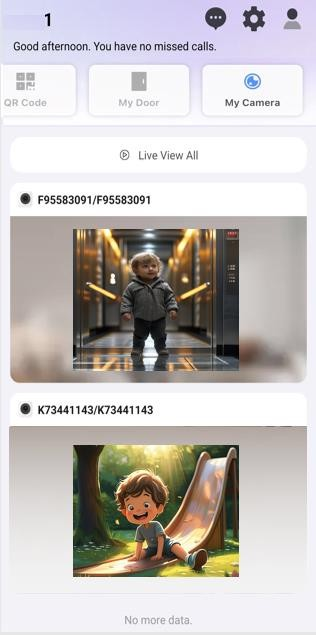 1
Good afternoon. You have no missed calls.
QR Code
My Door
My Camera
Live View All
F95583091/F95583091
K73441143/K73441143
No more data.